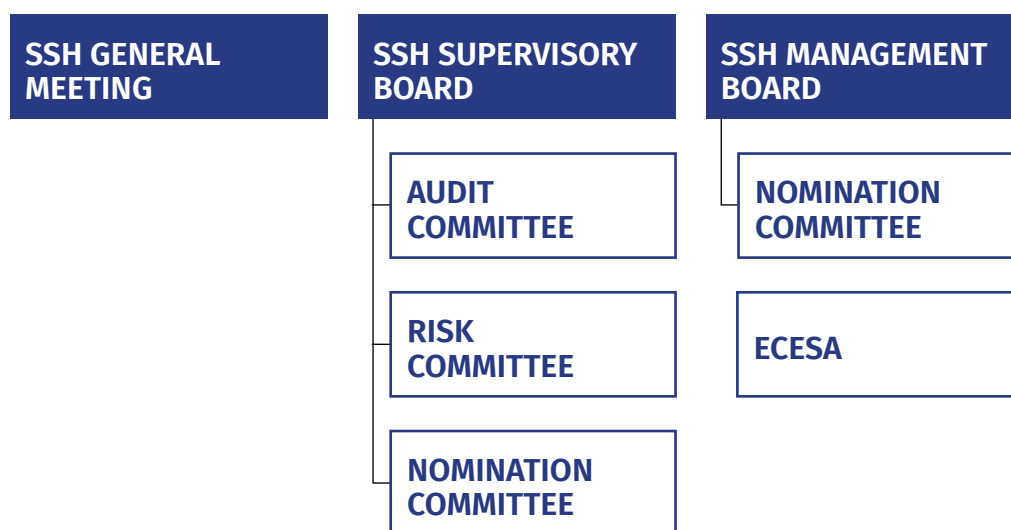 SSH GENERAL
MEETING
SSH SUPERVISORY
BOARD
AUDIT
COMMITTEE
RISK
COMMITTEE
NOMINATION
COMMITTEE
SSH MANAGEMENT
BOARD
NOMINATION
COMMITTEE
ECESA